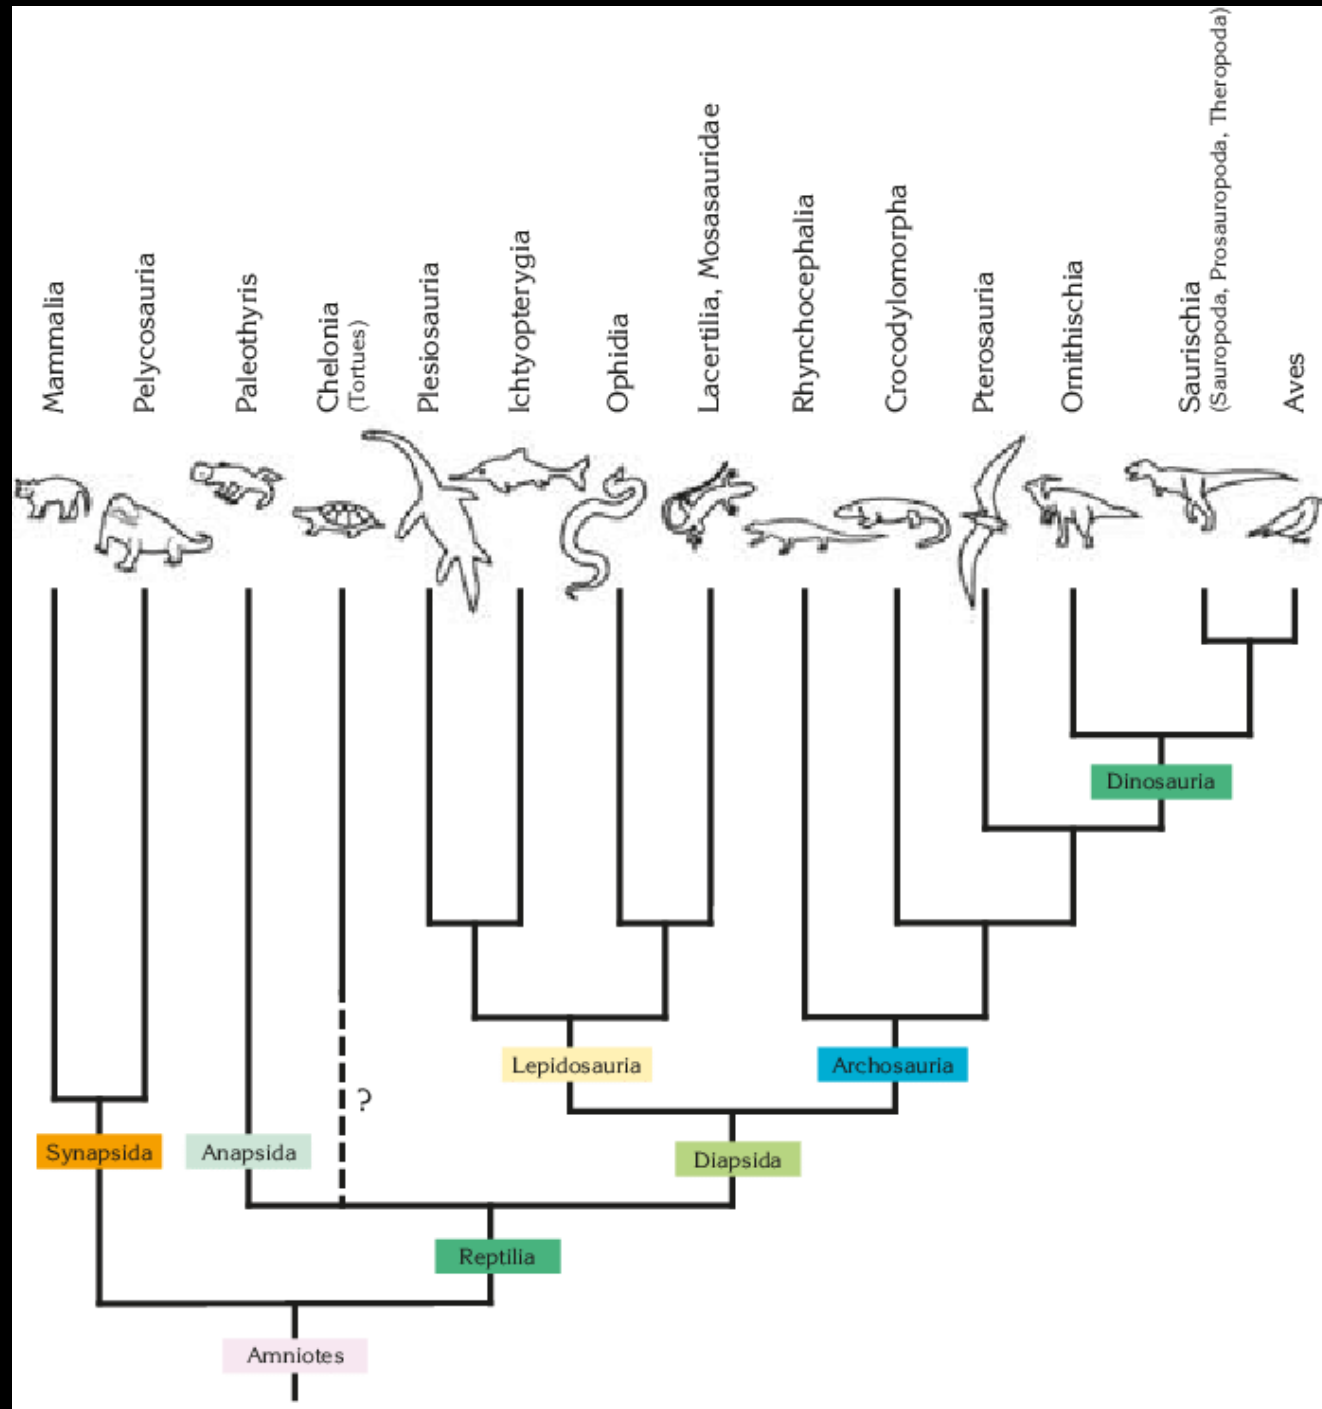 Mammalia
Pelycosauria
Paleothyris
Chelonia
(Tortues)
Plesiosauria
Ichtyopterygia
Ophidia
Lacertilia, Mosasauridae
Rhynchocephalia
Crocodylomorpha
Pterosauria
Ornithischia
Saurischia
(Sauropoda, Prosauropoda, Theropoda)
Aves
Dinosauria
Lepidosauria
Archosauria
?
Synapsida
Anapsida
Diapsida
Reptilia
Amniotes